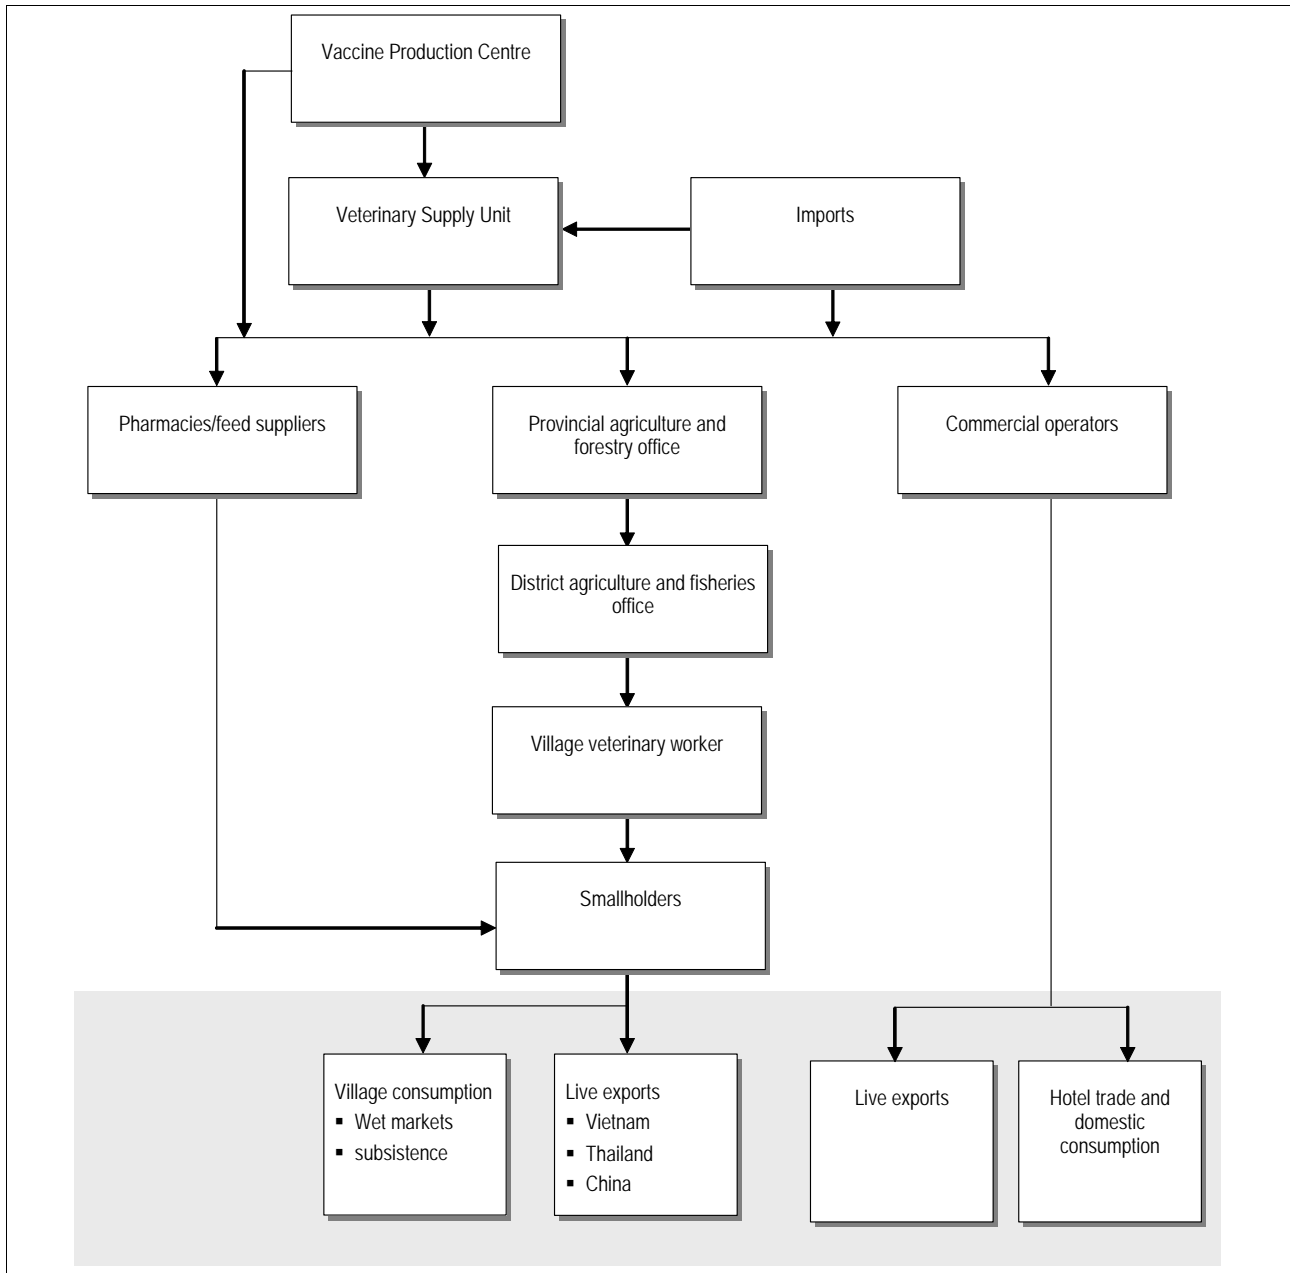 Vaccine Production Centre
Veterinary Supply Unit
Imports
Pharmacies/feed suppliers
Provincial agriculture and
forestry office
Commercial operators
District agriculture and fisheries
office
Village veterinary worker
Smallholders
Village consumption
▪ Wet markets
▪ subsistence
Live exports
▪ Vietnam
▪ Thailand
▪ China
Live exports
Hotel trade and
domestic
consumption